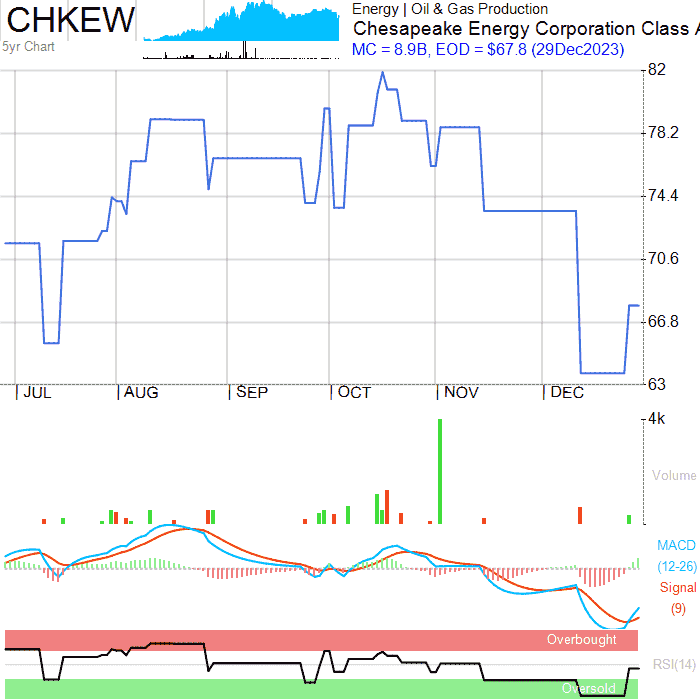 CHKEW
5yr Chart
Energy | Oil & Gas Production
Chesapeake Energy Corporation Class A
MC = 8.9B, EOD = $67.8 (29Dec2023)
82
78.2
74.4
70.6
66.8
63
JUL
AUG
SEP
OCT
NOV
DEC
4k
Volume
MACD
(12-26)
Signal
(9)
Overbought
RSI(14)
Oversold